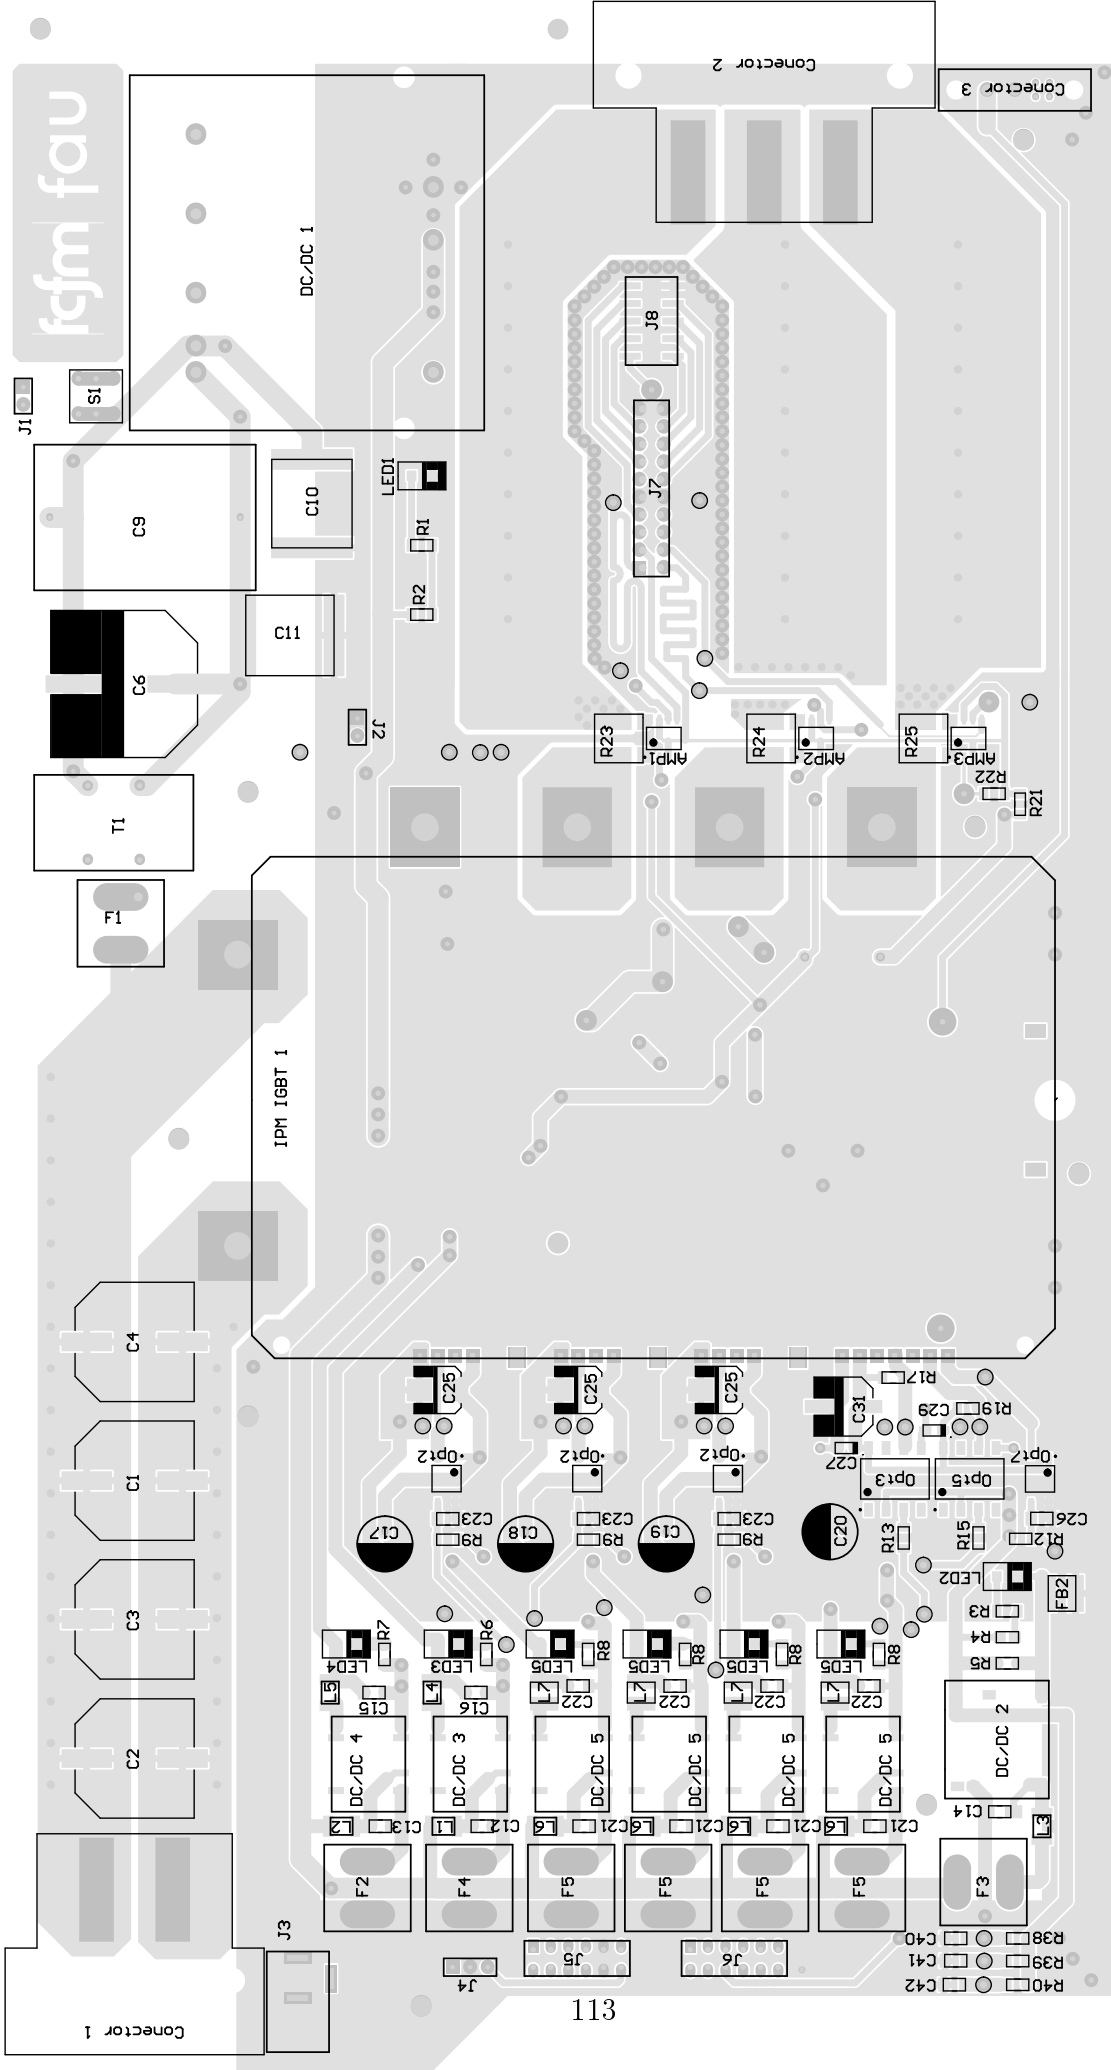 Conector 2
Conector 3
fcfm fau
DC/DC 1
J8
J1
S1
J7
C9
C10
LED1
R1
R2
C11
C6
J2
R23
AMP1
R24
AMP2
R25
AMP3
R22
R21
T1
F1
IPM IGBT 1
C4
C25
C25
C25
C31
R17
C29
R19
C27
Opt2
Opt2
Opt2
Opt3
Opt5
Opt7
C1
C17
C23
R9
C18
C23
R9
C19
C23
R9
C20
R13
R15
R12
C26
LED2
FB2
R3
R4
R5
C3
LED4
R7
LED3
R6
LED5
R8
LED5
R8
LED5
R8
LED5
R8
L5
C15
L4
C16
L7
C22
L7
C22
L7
C22
L7
C22
C2
DC/DC 4
DC/DC 3
DC/DC 5
DC/DC 5
DC/DC 5
DC/DC 5
DC/DC 2
C14
L3
L2
C13
L1
C12
L6
C21
L6
C21
L6
C21
L6
C21
F2
F4
F5
F5
F5
F5
F3
J3
J4
J5
J6
C40
R38
C41
R39
C42
R40
Conector 1
113